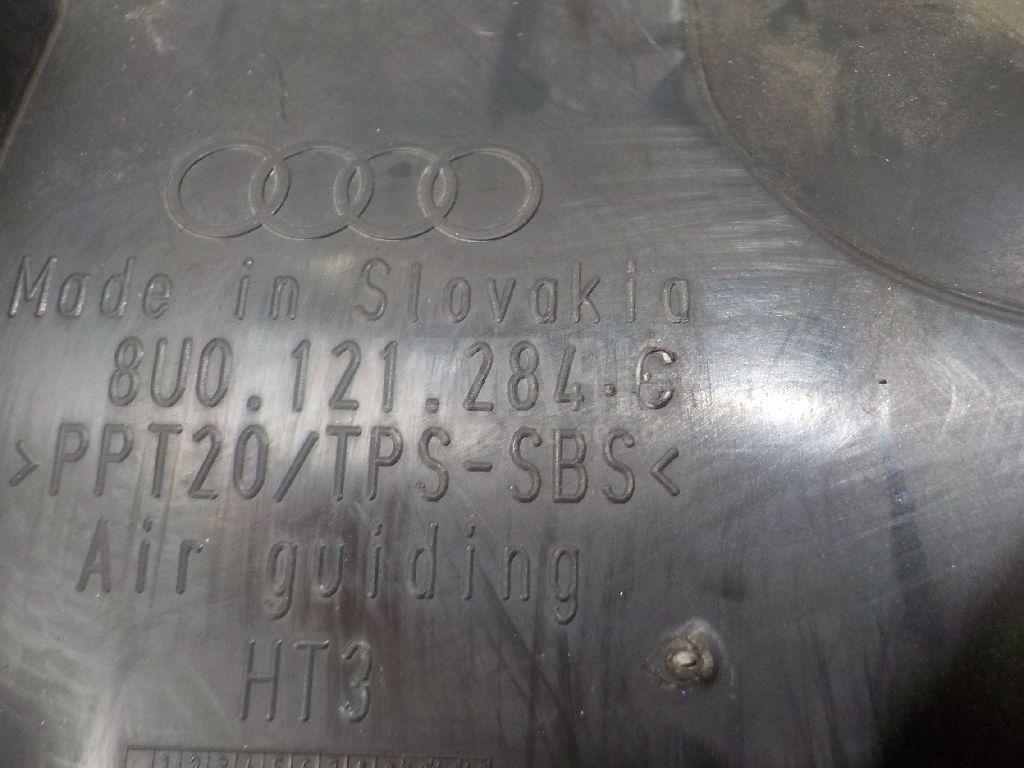 Made in Slovakia
8U0.121.284.C
>PPT20/TPS-SBS<
Air guiding
HT3